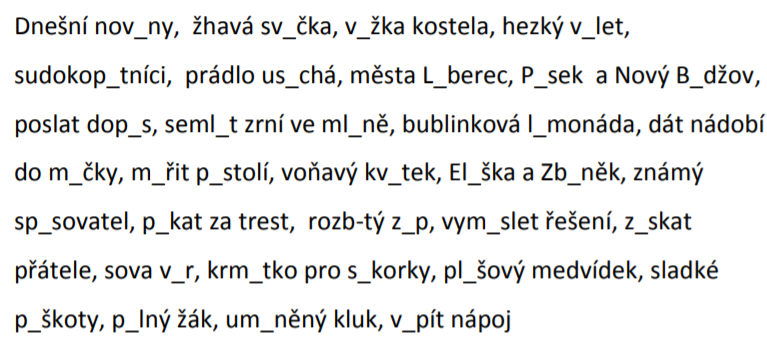 Dnešní nov_ny, žhavá sv_čka, v_žka kostela, hezký v_let,
sudokop_tníci, prádlo us_chá, města L_berec, P_sek a Nový B_džov,
poslat dop_s, seml_t zrní ve ml_ně, bublinková l_monáda, dát nádobí
do m_čky, m_řit p_stolí, voňavý kv_tek, El_ška a Zb_něk, známý
sp_sovatel, p_kat za trest, rozb-tý z_p, vym_slet řešení, z_skat
přátele, sova v_r, krm_tko pro s_korky, pl_šový medvídek, sladké
p_škoty, p_lný žák, um_něný kluk, v_pít nápoj